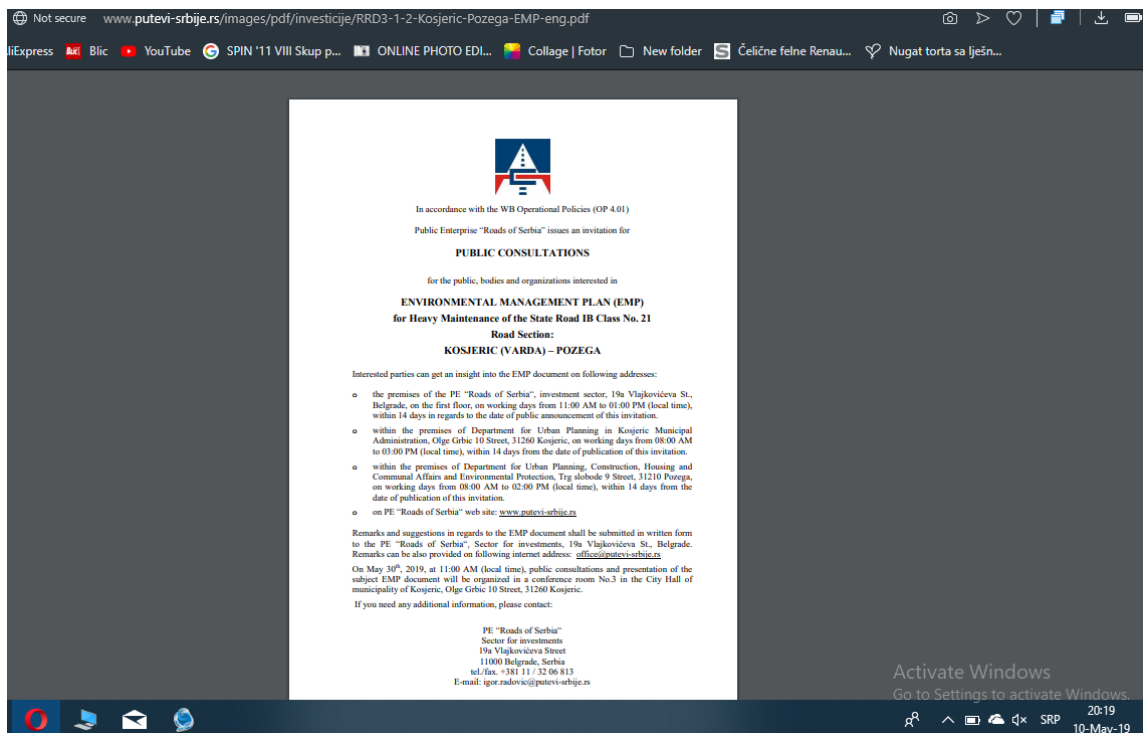 Not secure www.putevi-srbije.rs/images/pdf/investicije/RRD3-1-2-Kosjeric-Pozega-EMP-eng.pdf
liExpress Blic YouTube SPIN '11 VIII Skup p... ONLINE PHOTO EDI... Collage | Fotor New folder Čelične felne Renau... Nugat torta sa lješn...
In accordance with the WB Operational Policies (OP 4.01)
Public Enterprise "Roads of Serbia" issues an invitation for
PUBLIC CONSULTATIONS
for the public, bodies and organizations interested in
ENVIRONMENTAL MANAGEMENT PLAN (EMP)
for Heavy Maintenance of the State Road IB Class No. 21
Road Section:
KOSJERIC (VARDA) – POZEGA
Interested parties can get an insight into the EMP document on following addresses:
o the premises of the PE "Roads of Serbia", investment sector, 19a Vlajkovićeva St.,
Belgrade, on the first floor, on working days from 11:00 AM to 01:00 PM (local time),
within 14 days in regards to the date of public announcement of this invitation.
o within the premises of Department for Urban Planning in Kosjeric Municipal
Administration, Olge Grbic 10 Street, 31260 Kosjeric, on working days from 08:00 AM
to 03:00 PM (local time), within 14 days from the date of publication of this invitation.
o within the premises of Department for Urban Planning, Construction, Housing and
Communal Affairs and Environmental Protection, Trg slobode 9 Street, 31210 Pozega,
on working days from 08:00 AM to 02:00 PM (local time), within 14 days from the
date of publication of this invitation.
o on PE "Roads of Serbia" web site: www.putevi-srbije.rs
Remarks and suggestions in regards to the EMP document shall be submitted in written form
to the PE "Roads of Serbia", Sector for investments, 19a Vlajkovićeva St., Belgrade.
Remarks can be also provided on following internet address: office@putevi-srbije.rs
On May 30th, 2019, at 11:00 AM (local time), public consultations and presentation of the
subject EMP document will be organized in a conference room No.3 in the City Hall of
municipality of Kosjeric, Olge Grbic 10 Street, 31260 Kosjeric.
If you need any additional information, please contact:
PE "Roads of Serbia"
Sector for investments
19a Vlajkovićeva Street
11000 Belgrade, Serbia
tel./fax. +381 11 / 32 06 813
E-mail: igor.radovic@putevi-srbije.rs
Activate Windows
Go to Settings to activate Windows.
SRP
20:19
10-May-19